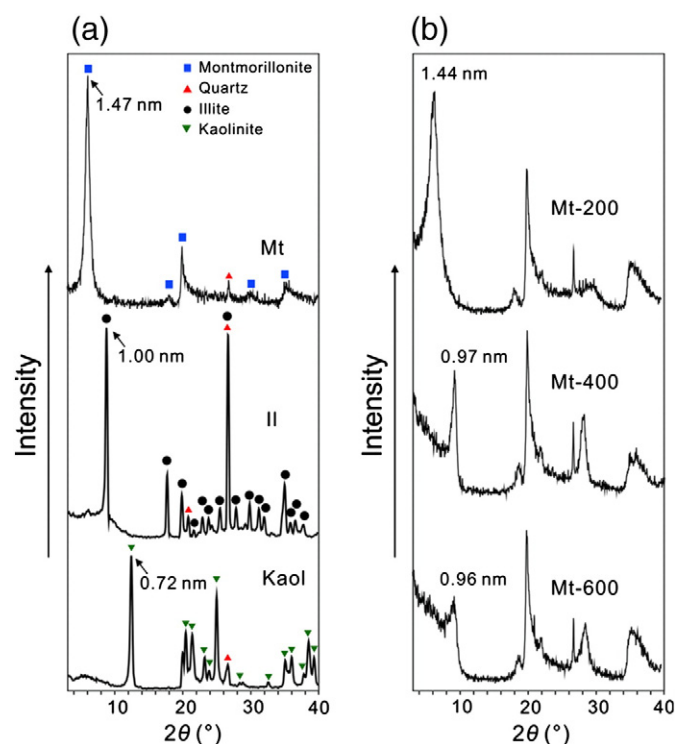 (a)
Intensity
Montmorillonite
Quartz
Illite
Kaolinite
1.47 nm
Mt
1.00 nm
Il
Kaol
0.72 nm
10 20 30 40
2θ (°)
(b)
Intensity
1.44 nm
Mt-200
0.97 nm
Mt-400
0.96 nm
Mt-600
10 20 30 40
2θ (°)